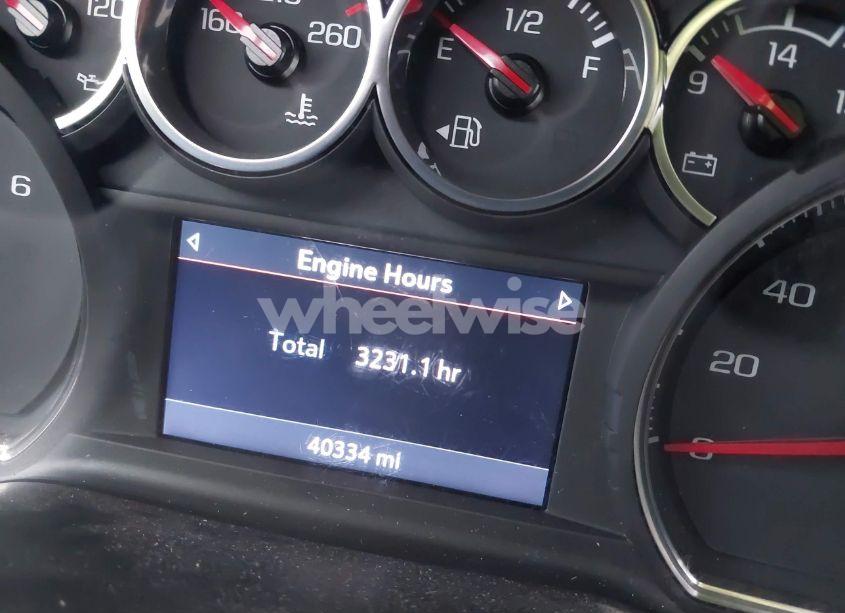 120
160
260
E
1/2
F
9
14
6
Engine Hours
wheelwise
Total 3231.1 hr
40334 mi
40
20
0